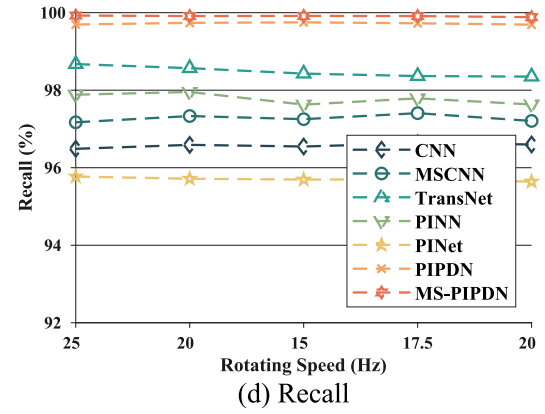 100
98
96
94
92
Recall (%)
CNN
MSCNN
TransNet
PINN
PINet
PIPDN
MS-PIPDN
25 20 15 17.5 20
Rotating Speed (Hz)
(d) Recall